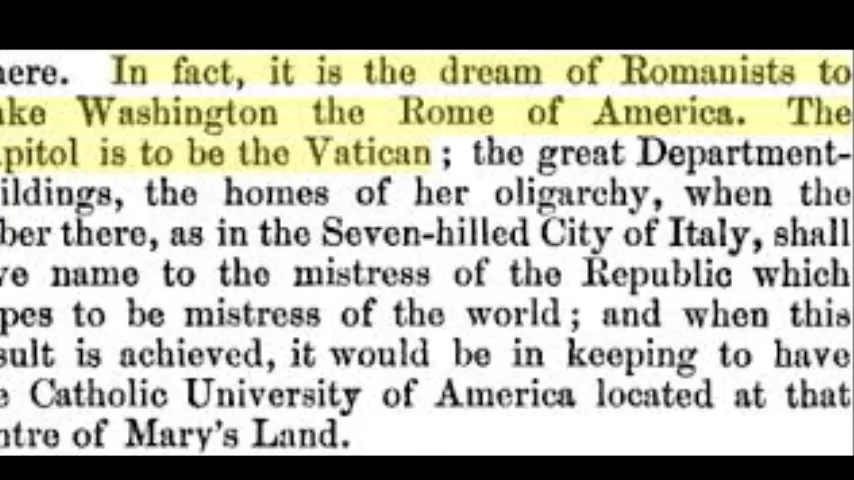 ere. In fact, it is the dream of Romanists to
ake Washington the Rome of America. The
pitol is to be the Vatican ; the great Department-
ildings, the homes of her oligarchy, when the
ber there, as in the Seven-hilled City of Italy, shall
ve name to the mistress of the Republic which
pes to be mistress of the world ; and when this
sult is achieved, it would be in keeping to have
e Catholic University of America located at that
ntre of Mary's Land.